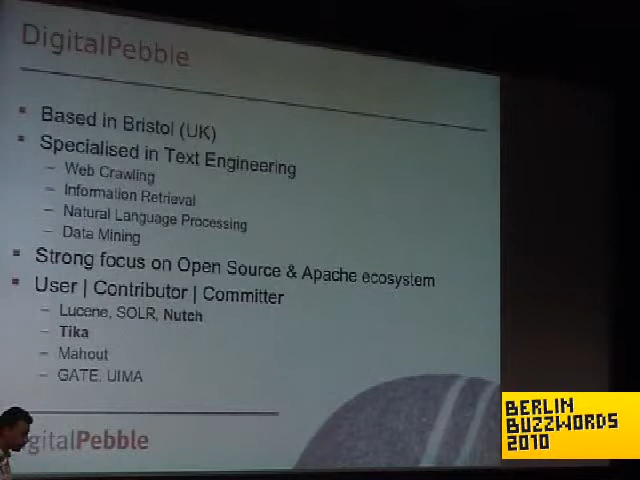 DigitalPebble
Based in Bristol (UK)
Specialised in Text Engineering
– Web Crawling
– Information Retrieval
– Natural Language Processing
– Data Mining
Strong focus on Open Source & Apache ecosystem
User | Contributor | Committer
– Lucene, SOLR, Nutch
– Tika
– Mahout
– GATE, UIMA
gitalPebble
BERLIN
BUZZWORDS
2010